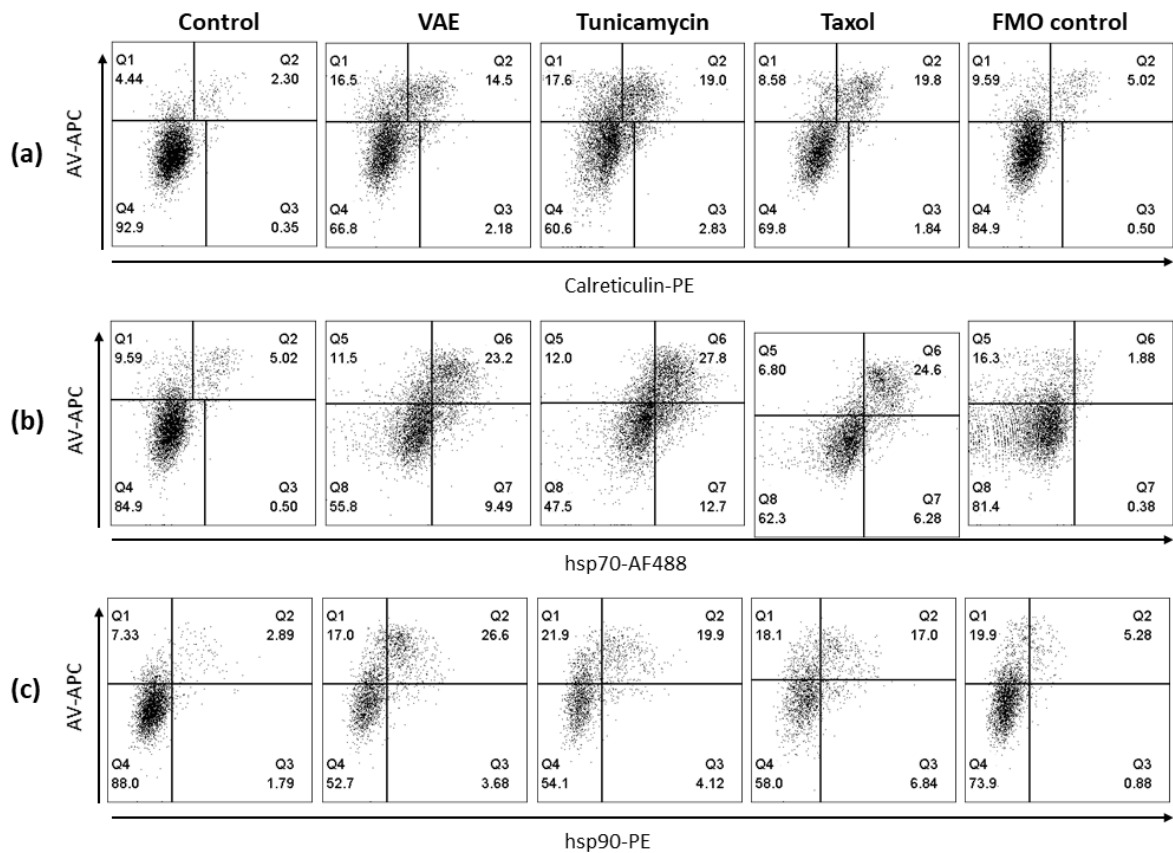 Control VAE Tunicamycin Taxol FMO control
(a)
AV-APC
Q1 Q2 Q1 Q2 Q1 Q2 Q1 Q2 Q1 Q2
4.44 2.30 16.5 14.5 17.6 19.0 8.58 19.8 9.59 5.02
Q4 Q3 Q4 Q3 Q4 Q3 Q4 Q3 Q4 Q3
92.9 0.35 66.8 2.18 60.6 2.83 69.8 1.84 84.9 0.50
Calreticulin-PE
(b)
AV-APC
Q1 Q2 Q5 Q6 Q5 Q6 Q5 Q6 Q5 Q6
9.59 5.02 11.5 23.2 12.0 27.8 6.80 24.6 16.3 1.88
Q4 Q3 Q8 Q7 Q8 Q7 Q8 Q7 Q8 Q7
84.9 0.50 55.8 9.49 47.5 12.7 62.3 6.28 81.4 0.38
hsp70-AF488
(c)
AV-APC
Q1 Q2 Q1 Q2 Q1 Q2 Q1 Q2 Q1 Q2
7.33 2.89 17.0 26.6 21.9 19.9 18.1 17.0 19.9 5.28
Q4 Q3 Q4 Q3 Q4 Q3 Q4 Q3 Q4 Q3
88.0 1.79 52.7 3.68 54.1 4.12 58.0 6.84 73.9 0.88
hsp90-PE